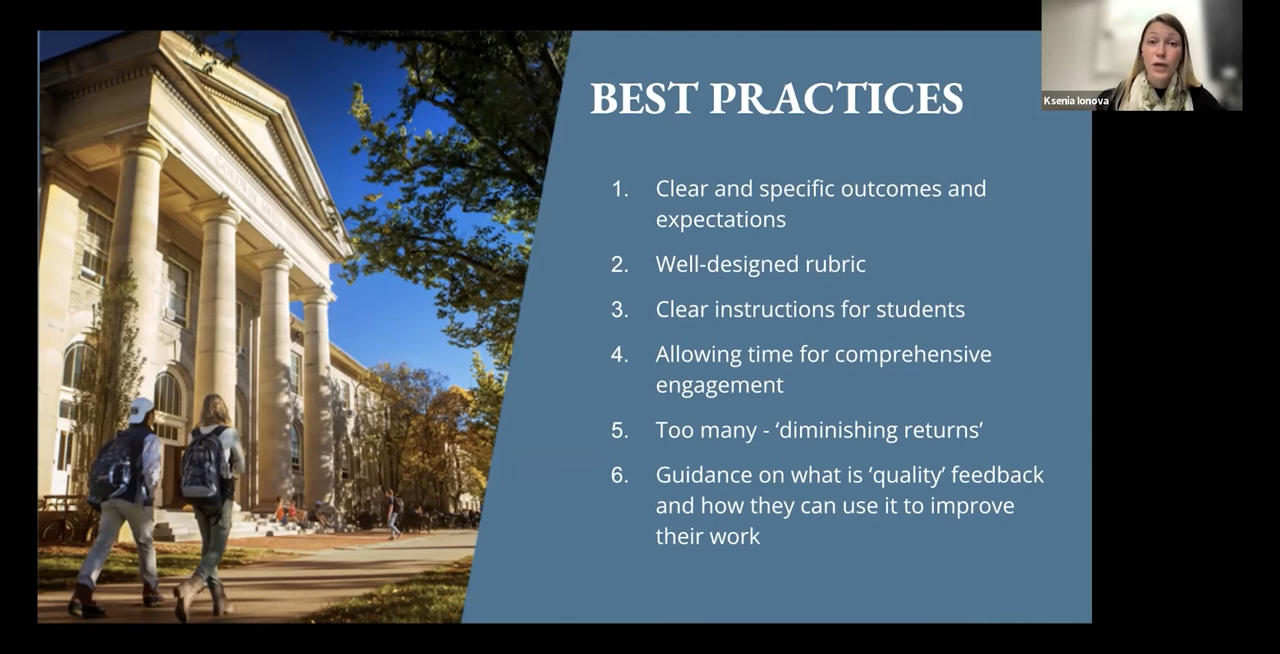 BEST PRACTICES
Ksenia Ionova
1. Clear and specific outcomes and
expectations
2. Well-designed rubric
3. Clear instructions for students
4. Allowing time for comprehensive
engagement
5. Too many - ‘diminishing returns’
6. Guidance on what is ‘quality’ feedback
and how they can use it to improve
their work